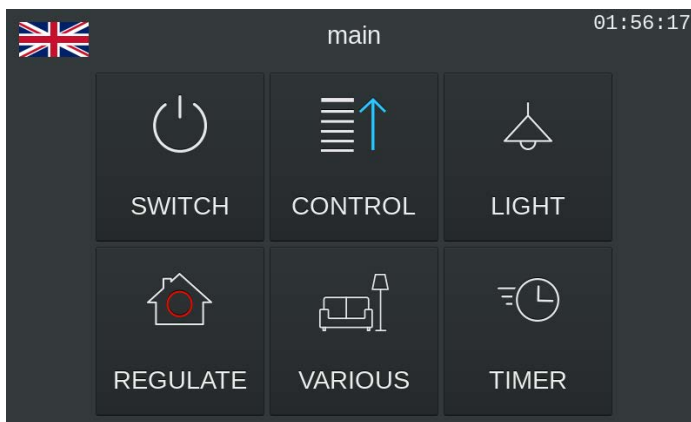 main
01:56:17
SWITCH
CONTROL
LIGHT
REGULATE
VARIOUS
TIMER